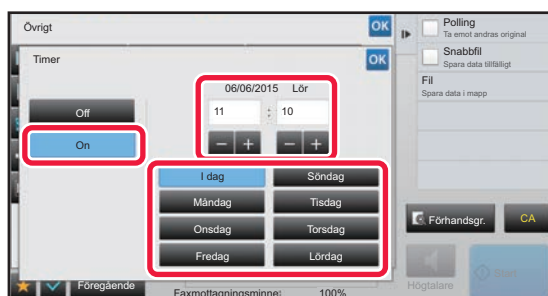 Övrigt
OK
Timer
OK
06/06/2015 Lör
11 : 10
Off
On
I dag
Söndag
Måndag
Tisdag
Onsdag
Torsdag
Fredag
Lördag
Föregående
Faxmottagningsminne: 100%
Polling
Ta emot andras original
Snabbfil
Spara data tillfälligt
Fil
Spara data i mapp
Förhandsgr.
CA
Högtalare
Start